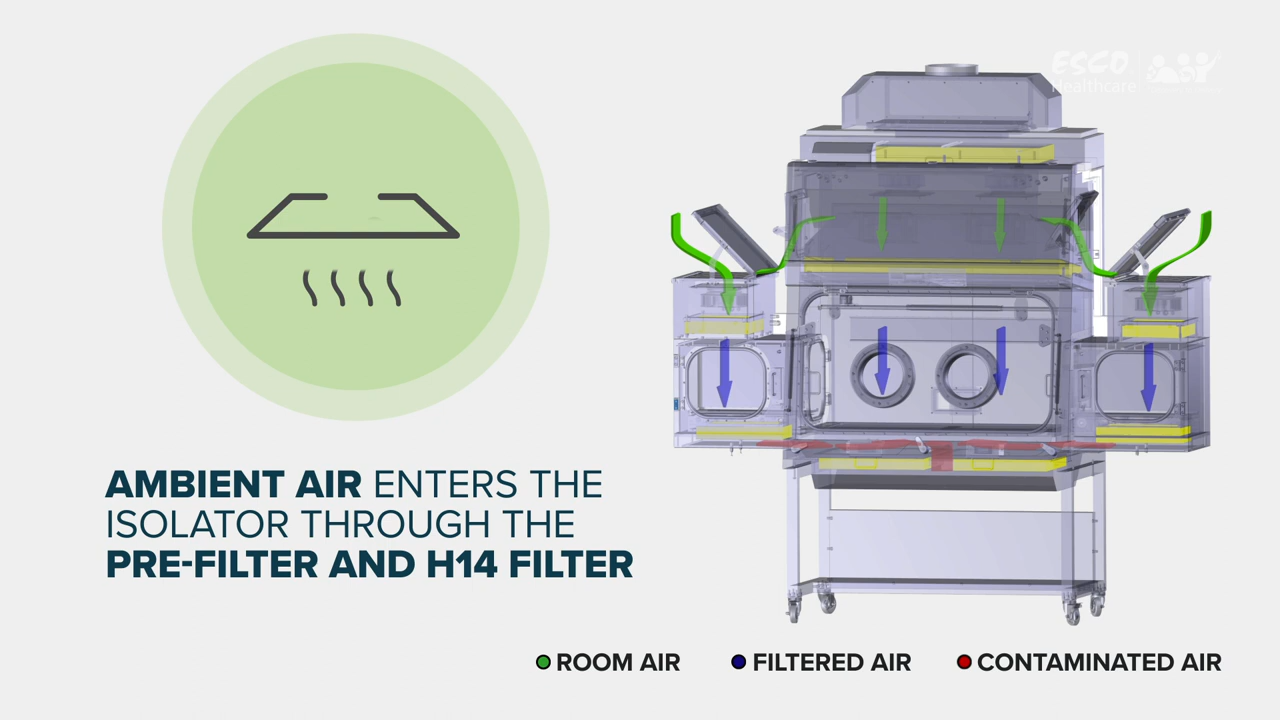 ESCO
Healthcare
AMBIENT AIR ENTERS THE
ISOLATOR THROUGH THE
PRE-FILTER AND H14 FILTER
ROOM AIR
FILTERED AIR
CONTAMINATED AIR